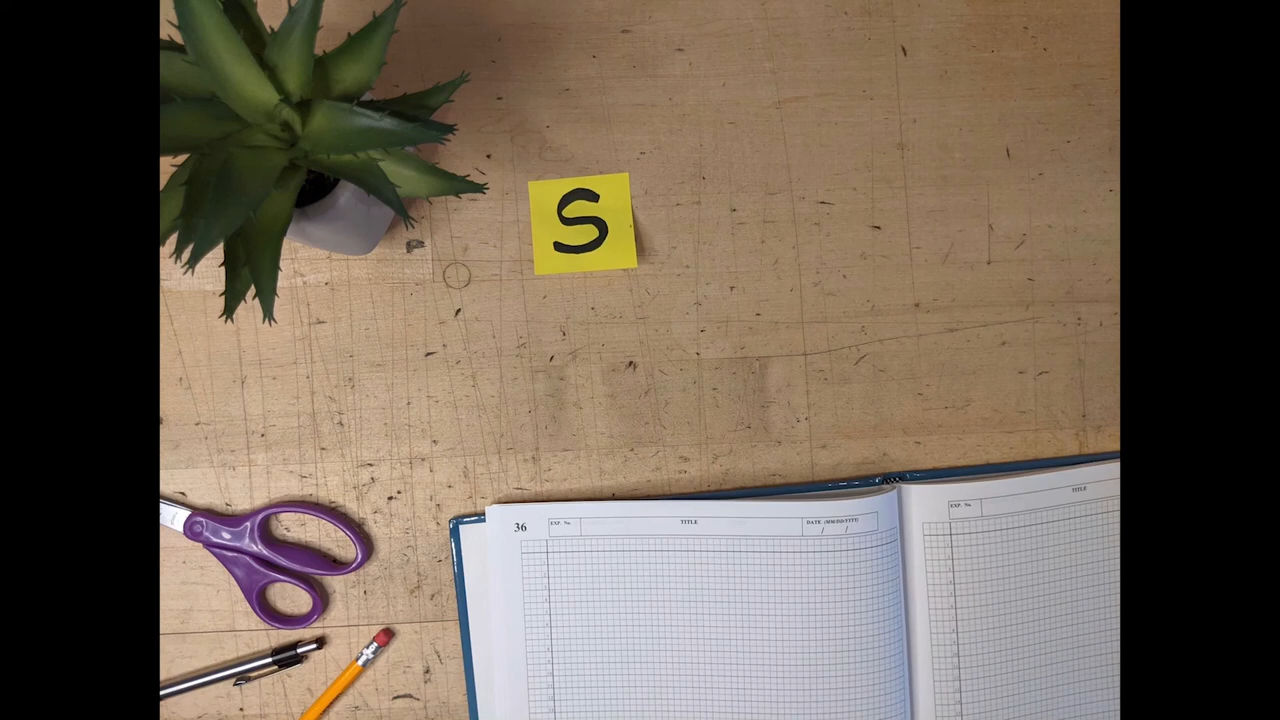 S
36
EXP. No.
TITLE
DATE (MM/DD/YYYY)
/ /
EXP. No.
TITLE